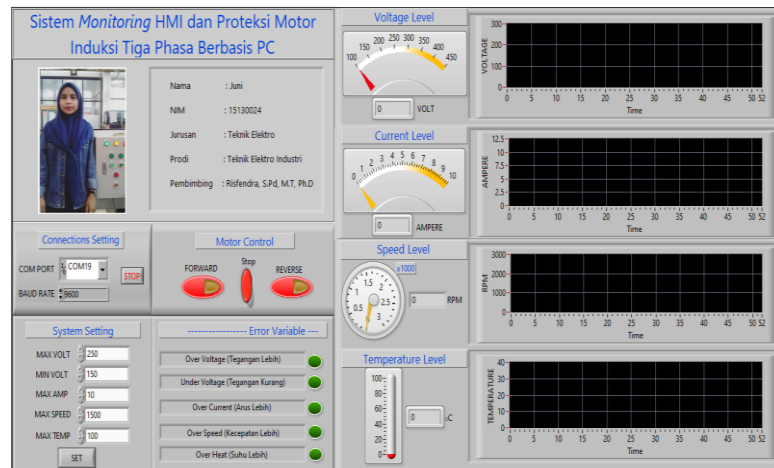 Sistem Monitoring HMI dan Proteksi Motor
Induksi Tiga Phasa Berbasis PC
Nama : Juni
NIM : 15130024
Jurusan : Teknik Elektro
Prodi : Teknik Elektro Industri
Pembimbing : Risfendra, S.Pd, M.T, Ph.D
Connections Setting
COM PORT COM19 STOP
BAUD RATE 9600
Motor Control
FORWARD Stop REVERSE
System Setting
MAX VOLT 250
MIN VOLT 150
MAX AMP 10
MAX SPEED 1500
MAX TEMP 100
SET
----------------- Error Variable ---
Over Voltage (Tegangan Lebih)
Under Voltage (Tegangan Kurang)
Over Current (Arus Lebih)
Over Speed (Kecepatan Lebih)
Over Heat (Suhu Lebih)
Voltage Level
100 150 200 250 300 350 400 450
0 VOLT
Current Level
0 1 2 3 4 5 6 7 8 9 10
0 AMPERE
Speed Level
x1000
0 0.5 1 1.5 2 2.5 3
0 RPM
Temperature Level
100
80
60
40
20
0
0 °C
VOLTAGE
300
200
100
0
0 5 10 15 20 25 30 35 40 45 50 52
Time
AMPERE
12.5
10
7.5
5
2.5
0
0 5 10 15 20 25 30 35 40 45 50 52
Time
RPM
3000
2000
1000
0
0 5 10 15 20 25 30 35 40 45 50 52
Time
TEMPERATURE
40
30
20
10
0
0 5 10 15 20 25 30 35 40 45 50 52
Time